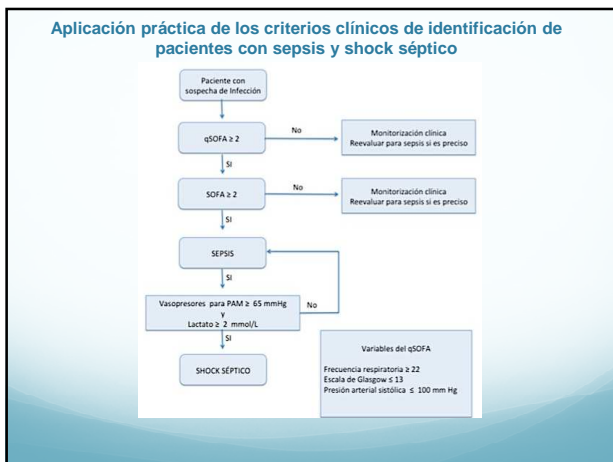 Aplicación práctica de los criterios clínicos de identificación de
pacientes con sepsis y shock séptico
Paciente con
sospecha de Infección
qSOFA ≥ 2
No
Monitorización clínica
Reevaluar para sepsis si es preciso
SI
SOFA ≥ 2
No
Monitorización clínica
Reevaluar para sepsis si es preciso
SI
SEPSIS
SI
Vasopresores para PAM ≥ 65 mmHg
y
Lactato ≥ 2 mmol/L
No
SI
SHOCK SÉPTICO
Variables del qSOFA
Frecuencia respiratoria ≥ 22
Escala de Glasgow ≤ 13
Presión arterial sistólica ≤ 100 mm Hg